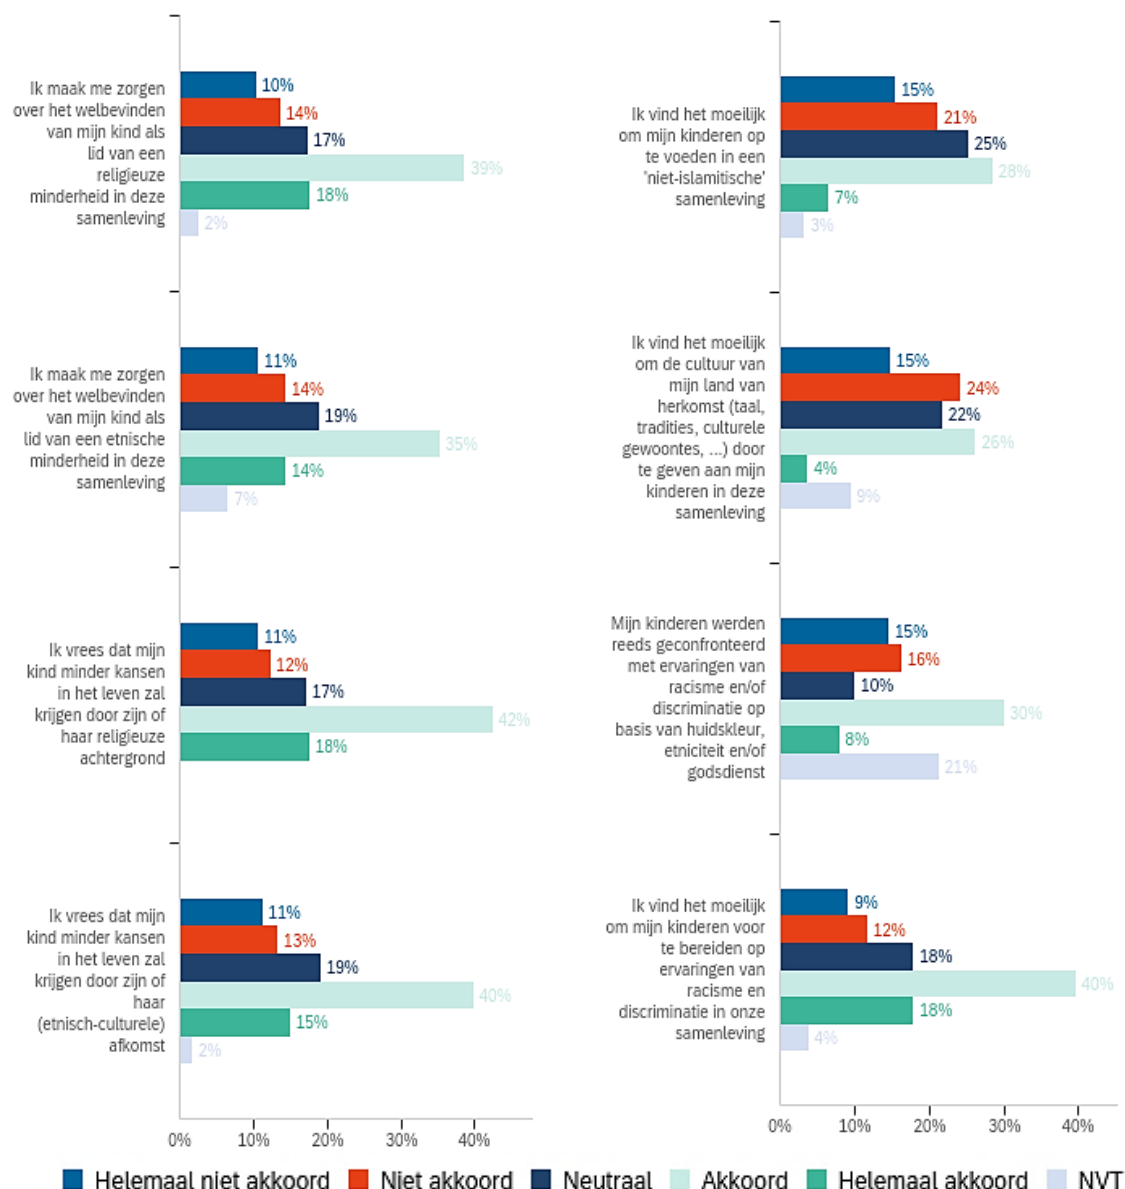 Ik maak me zorgen
over het welbevinden
van mijn kind als
lid van een
religieuze
minderheid in deze
samenleving
10%
14%
17%
39%
18%
2%
Ik maak me zorgen
over het welbevinden
van mijn kind als
lid van een etnische
minderheid in deze
samenleving
11%
14%
19%
35%
14%
7%
Ik vrees dat mijn
kind minder kansen
in het leven zal
krijgen door zijn of
haar religieuze
achtergrond
11%
12%
17%
42%
18%
Ik vrees dat mijn
kind minder kansen
in het leven zal
krijgen door zijn of
haar
(etnisch-culturele)
afkomst
11%
13%
19%
40%
15%
2%
0% 10% 20% 30% 40%
Ik vind het moeilijk
om mijn kinderen op
te voeden in een
'niet-islamitische'
samenleving
15%
21%
25%
28%
7%
3%
Ik vind het moeilijk
om de cultuur van
mijn land van
herkomst (taal,
tradities, culturele
gewoontes, ...) door
te geven aan mijn
kinderen in deze
samenleving
15%
24%
22%
26%
4%
9%
Mijn kinderen werden
reeds geconfronteerd
met ervaringen van
racisme en/of
discriminatie op
basis van huidskleur,
etniciteit en/of
godsdienst
15%
16%
10%
30%
8%
21%
Ik vind het moeilijk
om mijn kinderen voor
te bereiden op
ervaringen van
racisme en
discriminatie in onze
samenleving
9%
12%
18%
40%
18%
4%
0% 10% 20% 30% 40%
Helemaal niet akkoord Niet akkoord Neutraal Akkoord Helemaal akkoord NVT